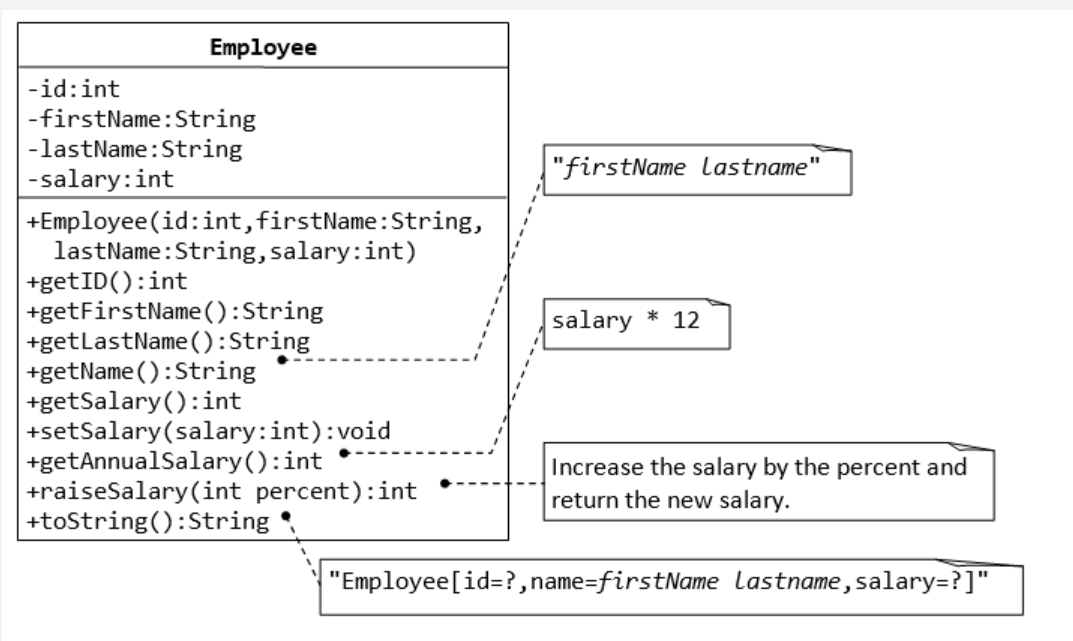 Employee
-id:int
-firstName:String
-lastName:String
-salary:int
+Employee(id:int,firstName:String,
lastName:String,salary:int)
+getID():int
+getFirstName():String
+getLastName():String
+getName():String
+getSalary():int
+setSalary(salary:int):void
+getAnnualSalary():int
+raiseSalary(int percent):int
+toString():String
"firstName lastname"
salary * 12
Increase the salary by the percent and
return the new salary.
"Employee[id=?,name=firstName lastname,salary=?]"